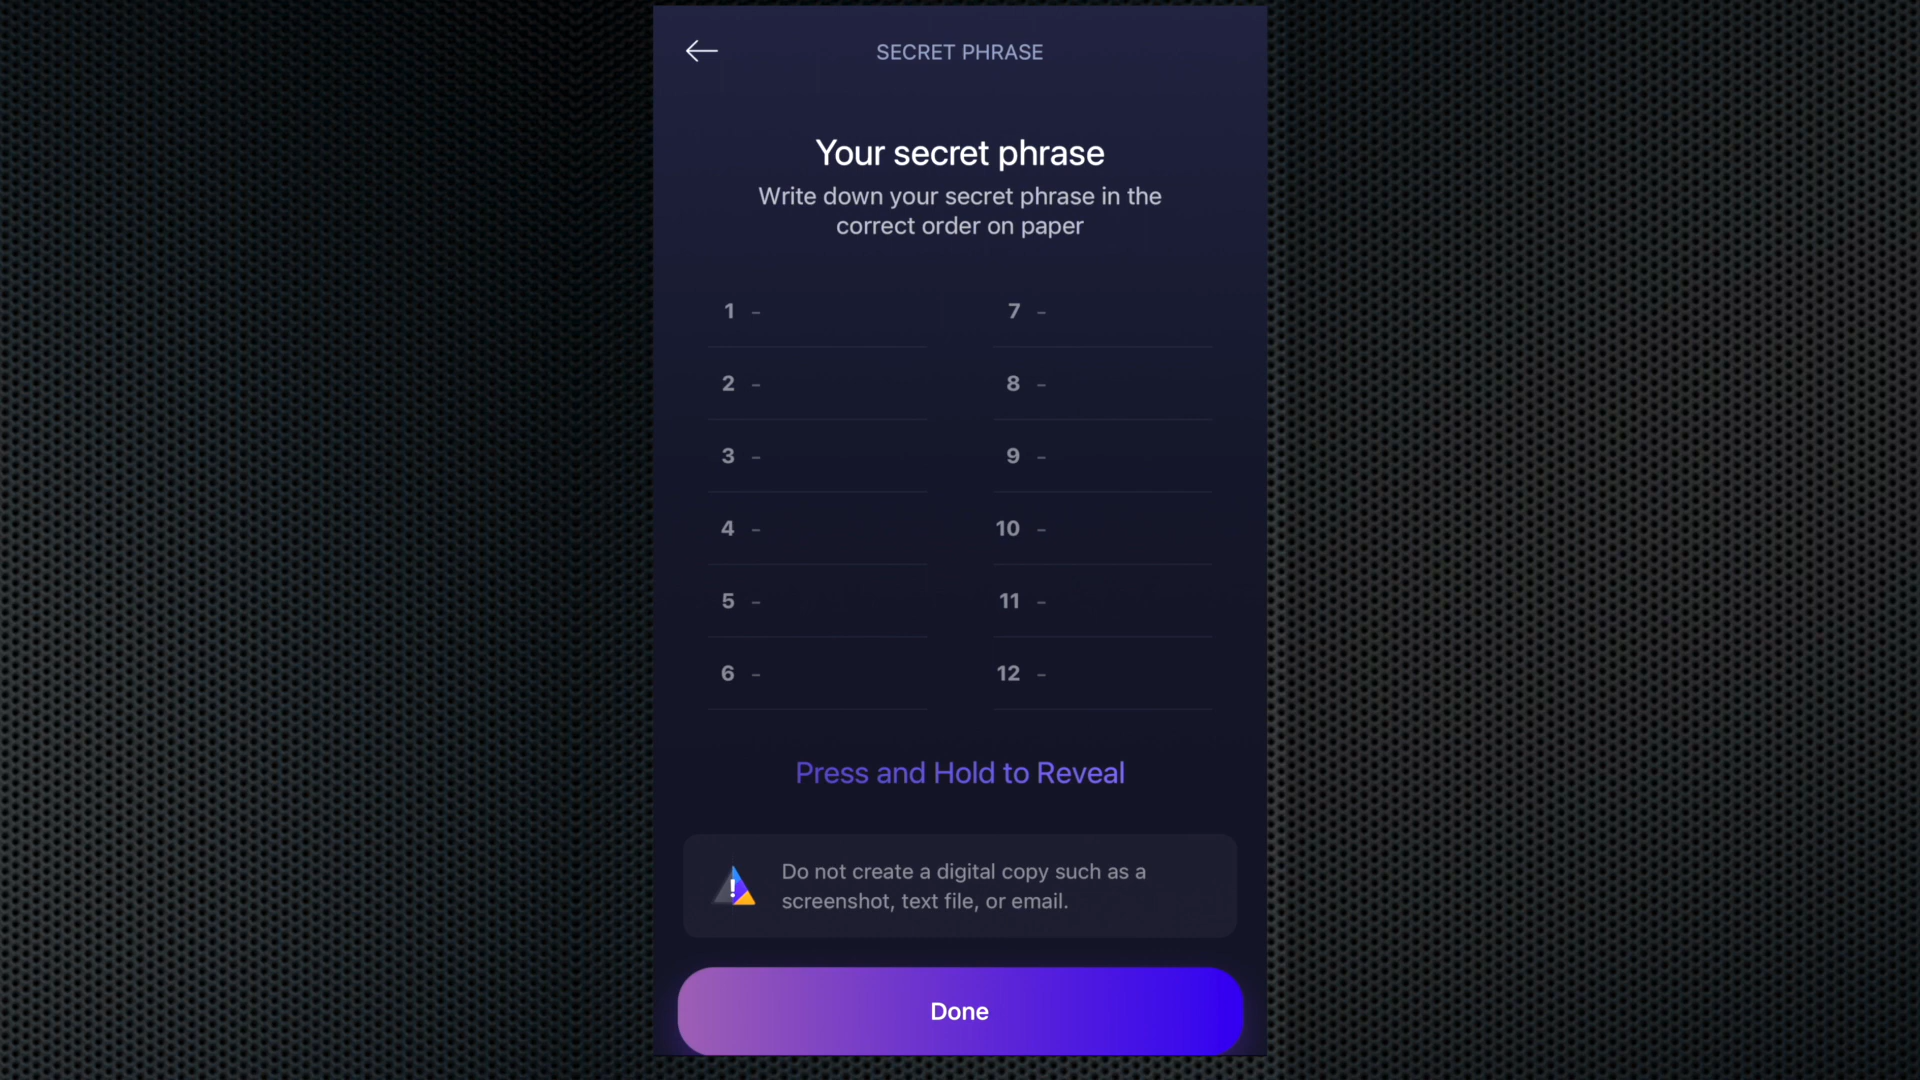 SECRET PHRASE
Your secret phrase
Write down your secret phrase in the
correct order on paper
1 -
2 -
3 -
4 -
5 -
6 -
7 -
8 -
9 -
10 -
11 -
12 -
Press and Hold to Reveal
Do not create a digital copy such as a
screenshot, text file, or email.
Done